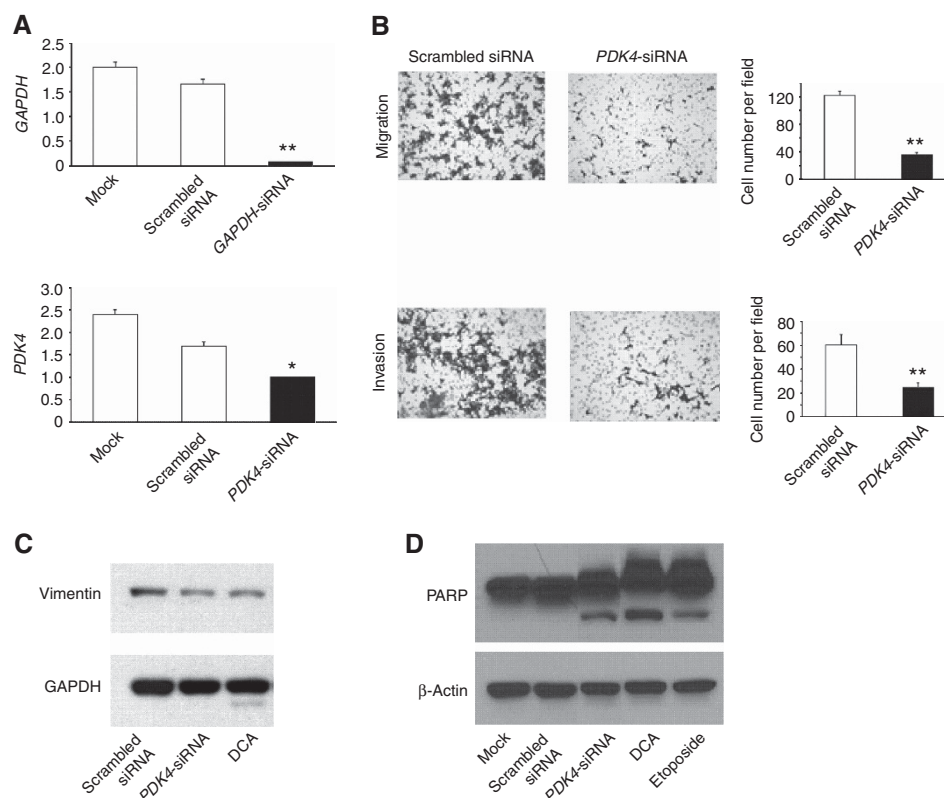 A
GAPDH
2.5
2.0
1.5
1.0
0.5
0
**
Mock
Scrambled
siRNA
GAPDH-siRNA
PDK4
3.0
2.5
2.0
1.5
1.0
0.5
0
*
Mock
Scrambled
siRNA
PDK4-siRNA
B
Scrambled siRNA
PDK4-siRNA
Migration
Cell number per field
120
80
40
0
**
Scrambled
siRNA
PDK4-siRNA
Invasion
Cell number per field
80
60
40
20
0
**
Scrambled
siRNA
PDK4-siRNA
C
Vimentin
GAPDH
Scrambled
siRNA
PDK4-siRNA
DCA
D
PARP
β-Actin
Mock
Scrambled
siRNA
PDK4-siRNA
DCA
Etoposide